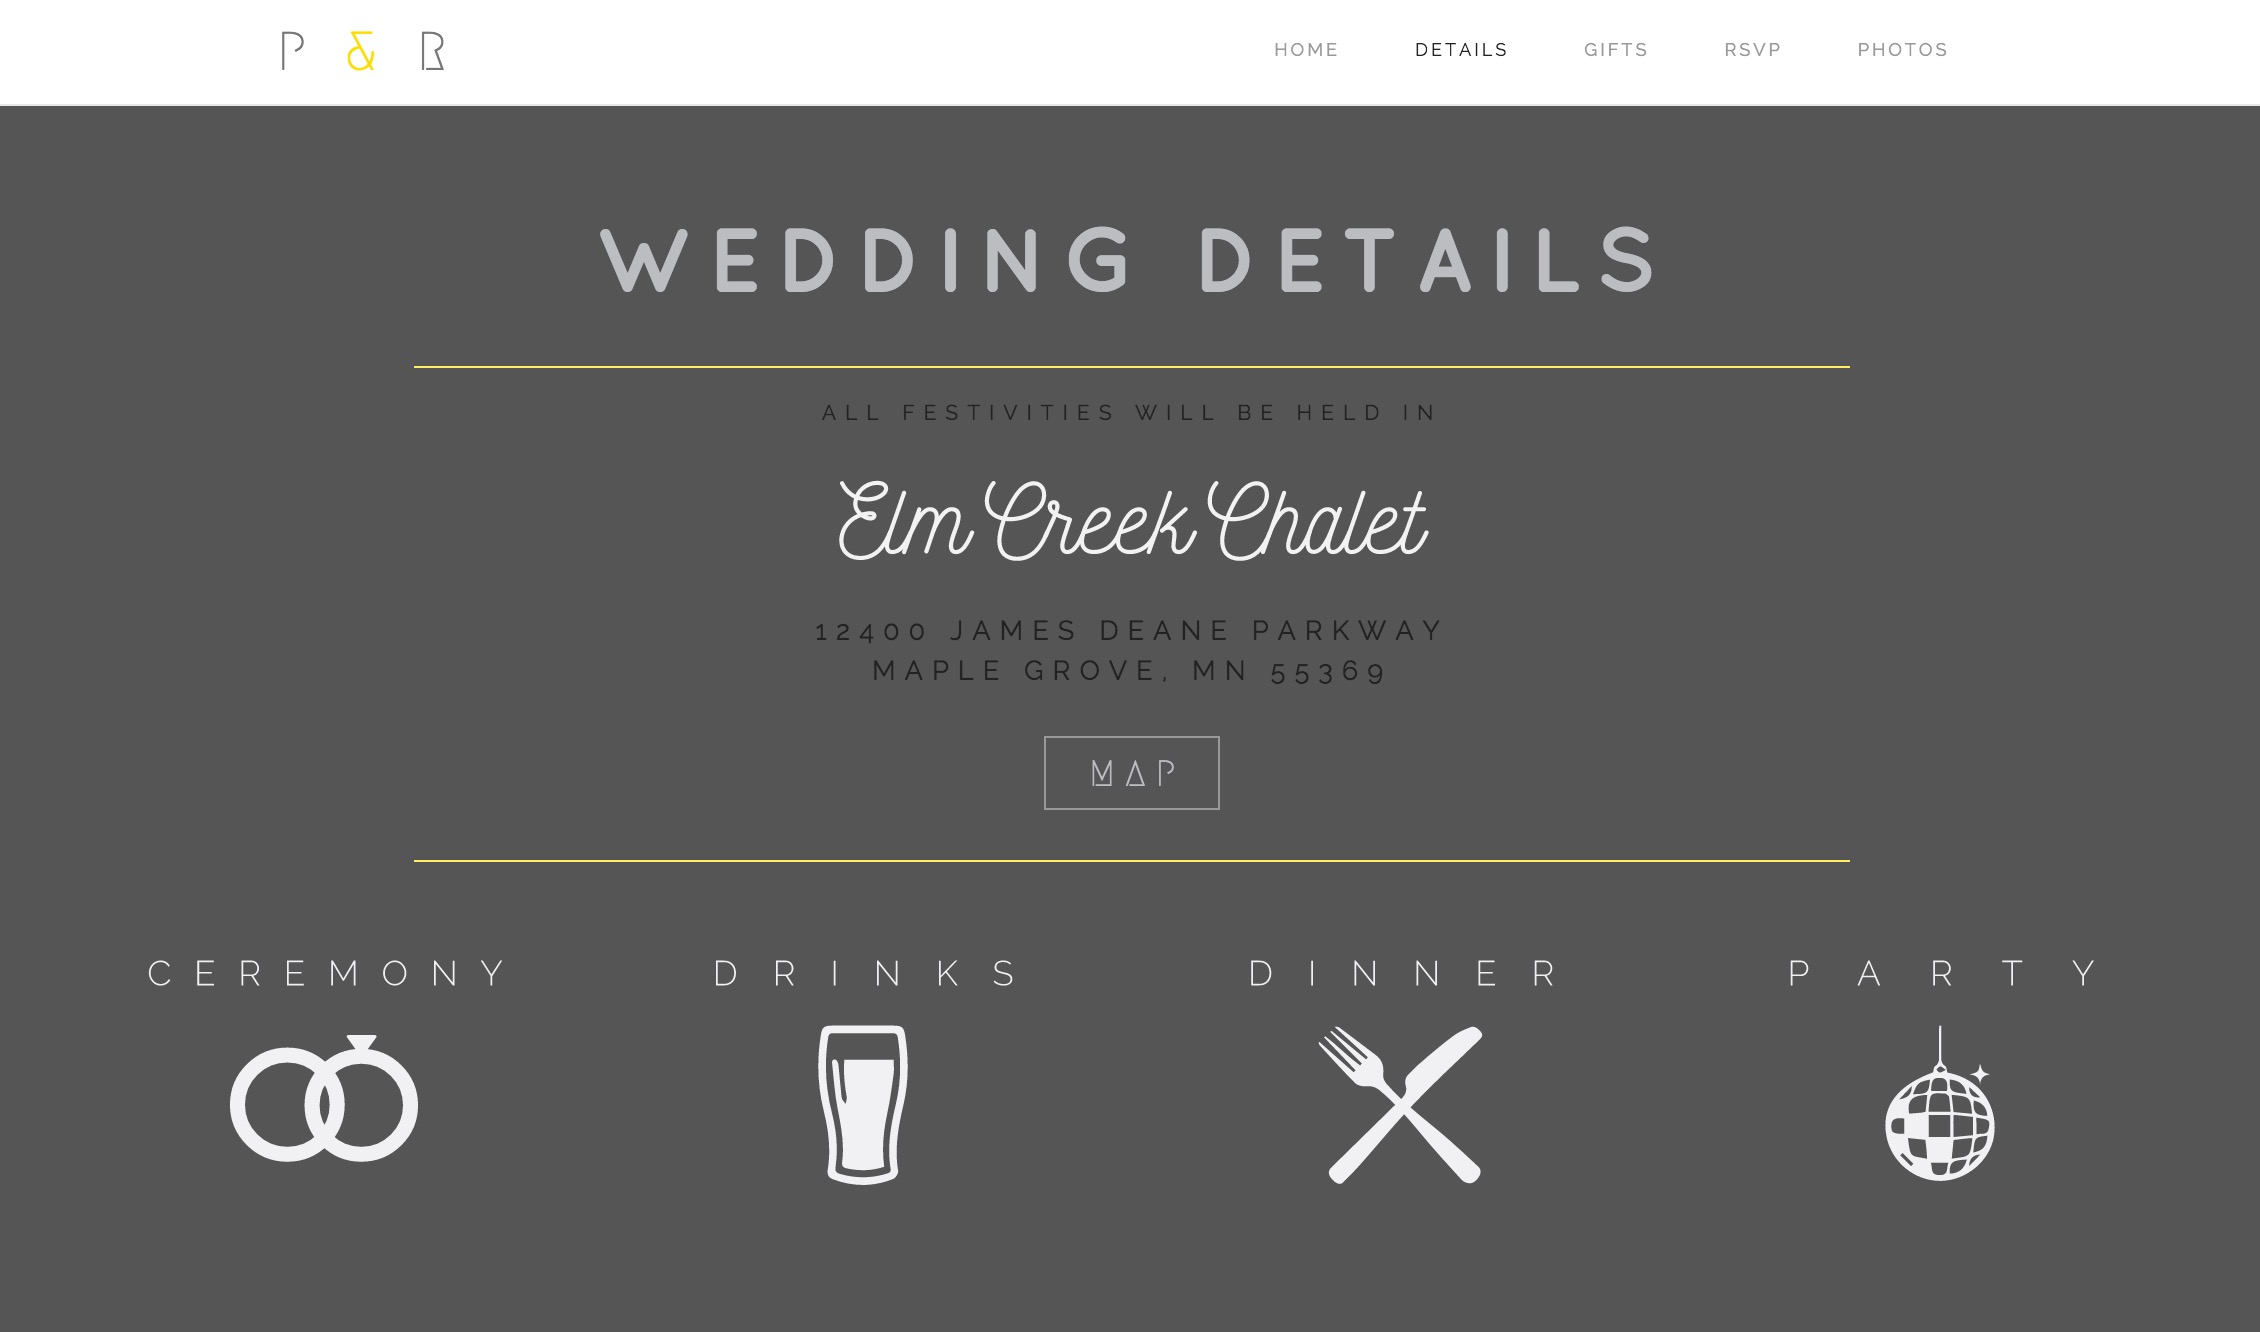 P & R
HOME DETAILS GIFTS RSVP PHOTOS
WEDDING DETAILS
ALL FESTIVITIES WILL BE HELD IN
Elm Creek Chalet
12400 JAMES DEANE PARKWAY
MAPLE GROVE, MN 55369
MAP
CEREMONY DRINKS DINNER PARTY